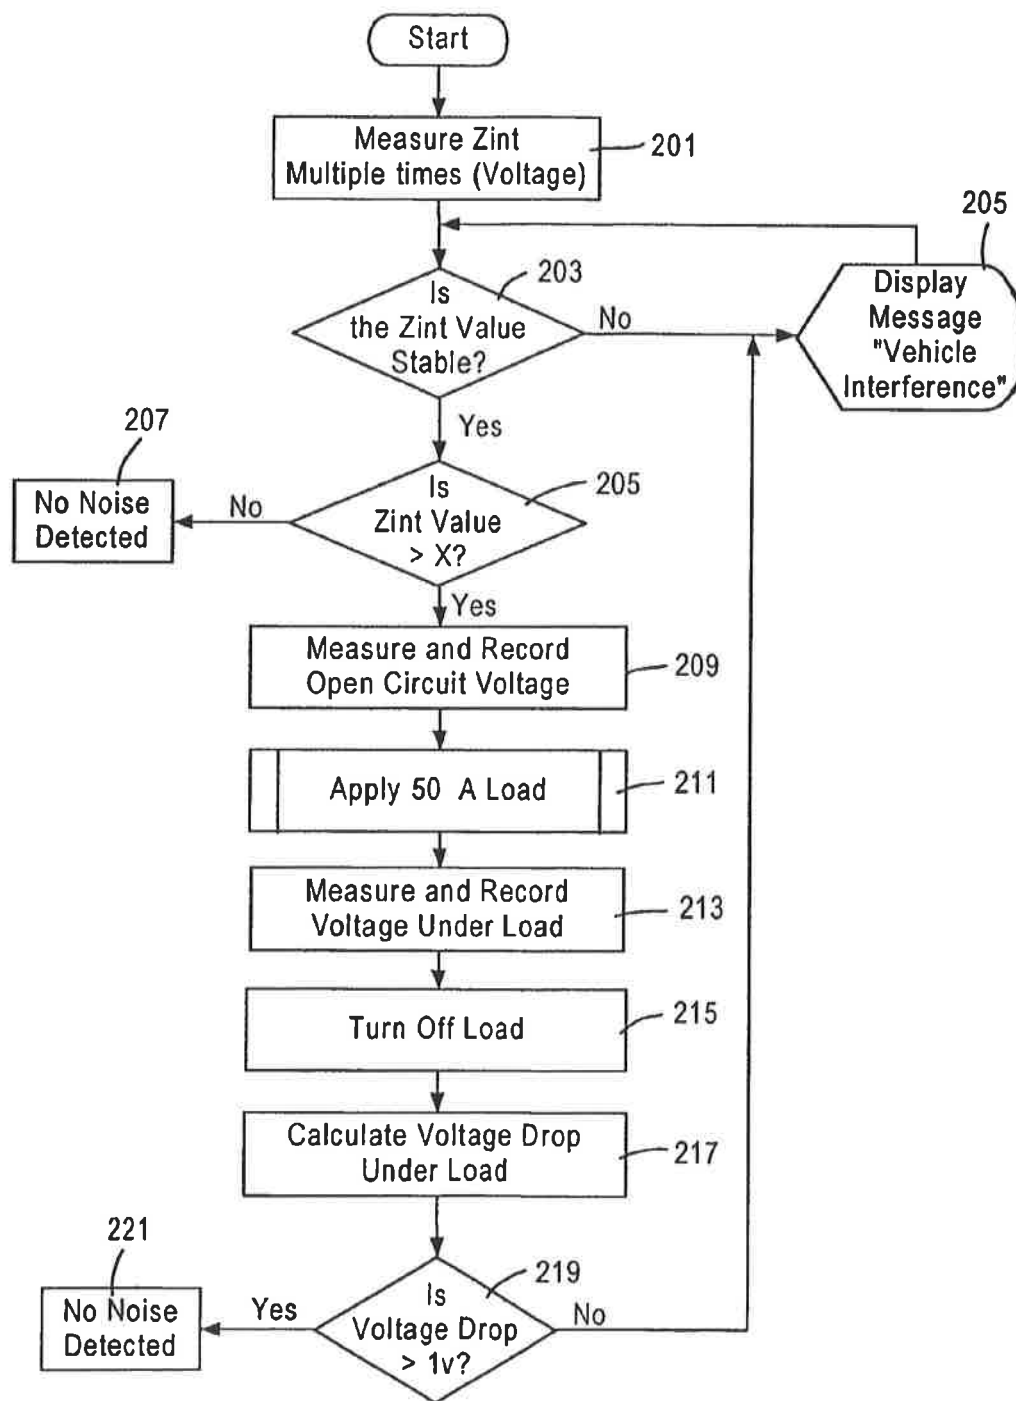 Start
Measure Zint
Multiple times (Voltage)
201
205
Display
Message
"Vehicle
Interference"
203
Is
the Zint Value
Stable?
No
Yes
207
No Noise
Detected
No
205
Is
Zint Value
> X?
Yes
Measure and Record
Open Circuit Voltage
209
Apply 50 A Load
211
Measure and Record
Voltage Under Load
213
Turn Off Load
215
Calculate Voltage Drop
Under Load
217
221
No Noise
Detected
Yes
219
Is
Voltage Drop
> 1v?
No